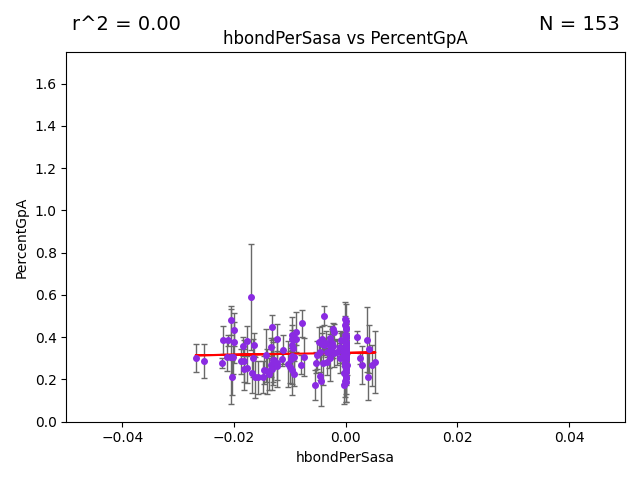 r^2 = 0.00
N = 153
hbondPerSasa vs PercentGpA
1.6
1.4
1.2
1.0
0.8
0.6
0.4
0.2
0.0
PercentGpA
−0.04
−0.02
0.00
0.02
0.04
hbondPerSasa